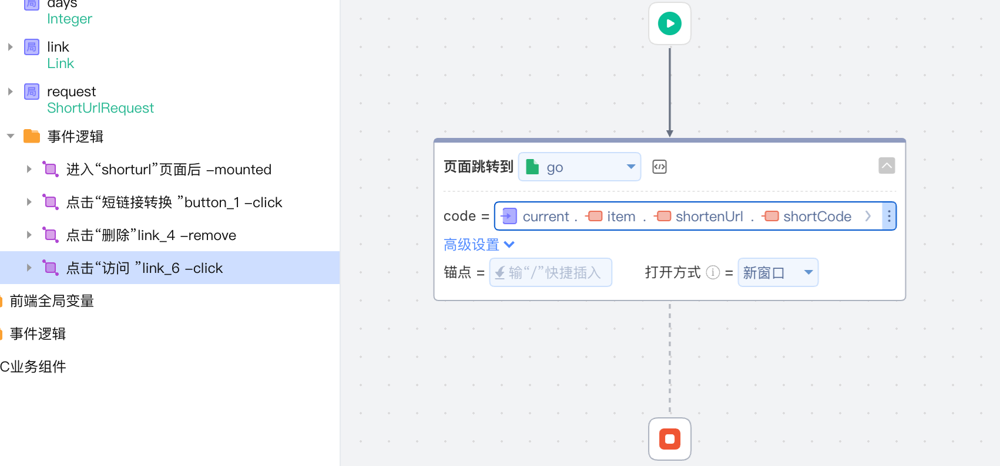 局 days
Integer
局 link
Link
局 request
ShortUrlRequest
事件逻辑
进入“shorturl”页面后 –mounted
点击“短链接转换 ”button_1 –click
点击“删除”link_4 –remove
点击“访问 ”link_6 –click
前端全局变量
事件逻辑
C业务组件
页面跳转到 go
code = current . item . shortenUrl . shortCode
高级设置
锚点 = 输“/”快捷插入 打开方式 = 新窗口